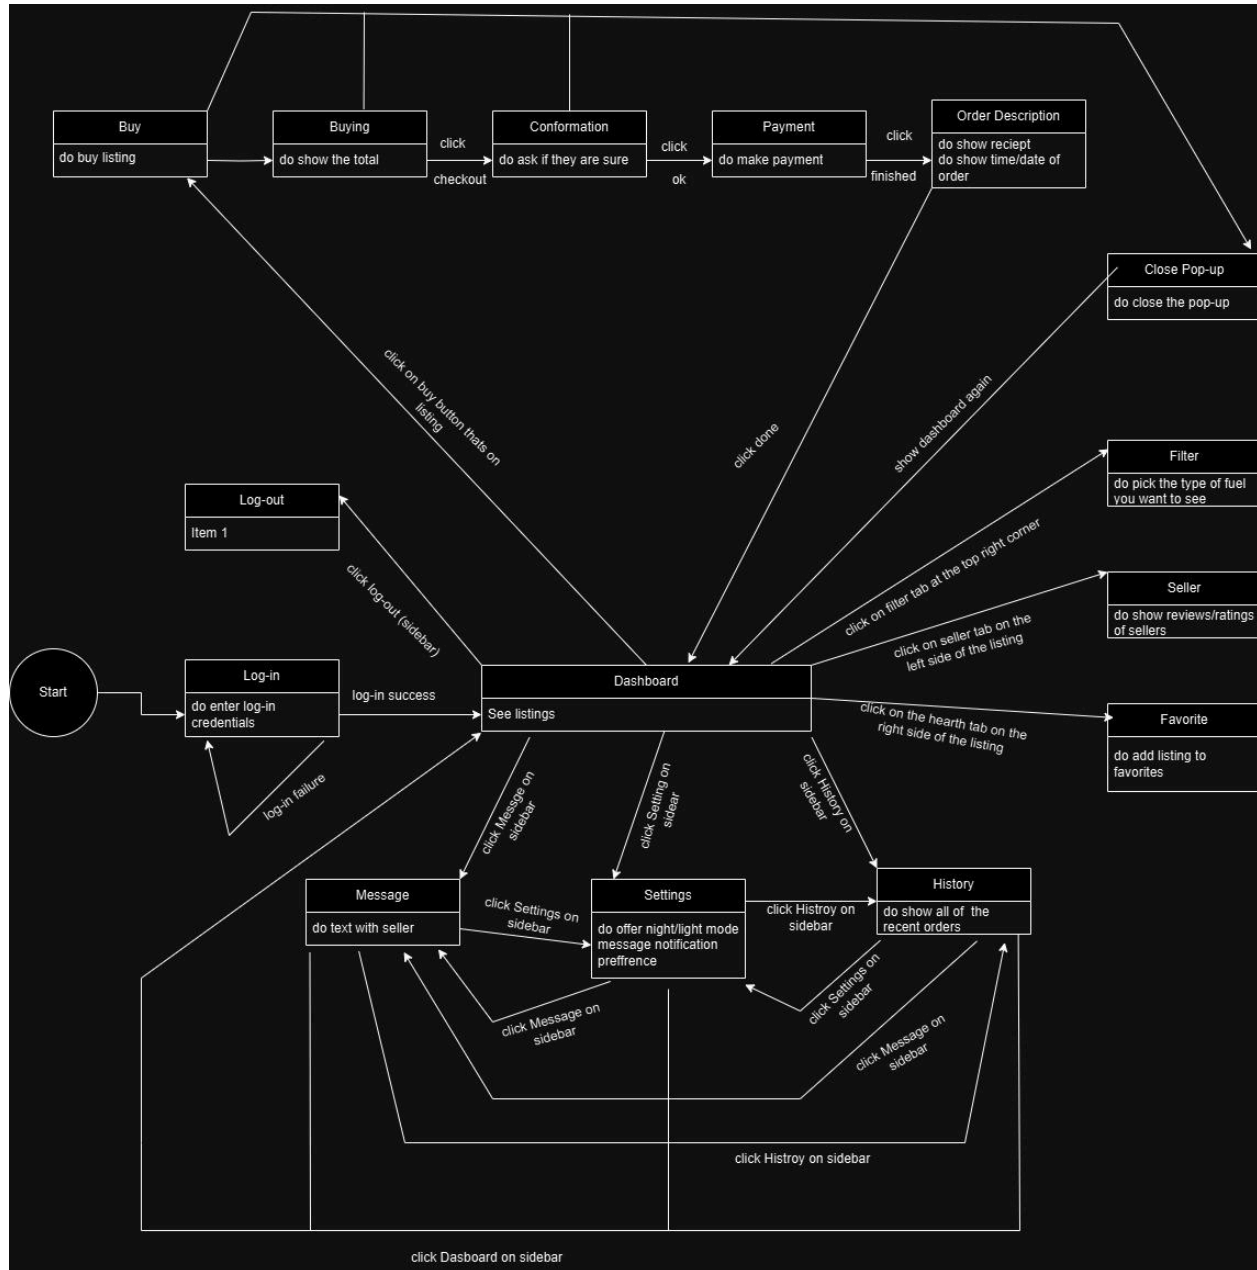 Buy
do buy listing
Buying
do show the total
click
checkout
Conformation
do ask if they are sure
click
ok
Payment
do make payment
click
finished
Order Description
do show reciept
do show time/date of
order
Close Pop-up
do close the pop-up
click on buy button thats on
listing
click done
show dashboard again
Filter
do pick the type of fuel
you want to see
Log-out
Item 1
click log-out (sidebar)
click on filter tab at the top right corner
Seller
do show reviews/ratings
of sellers
click on seller tab on the
left side of the listing
Start
Log-in
do enter log-in
credentials
log-in success
log-in failure
Dashboard
See listings
click on the hearth tab on the
right side of the listing
Favorite
do add listing to
favorites
click Messge on
sidebar
click Setting on
sidear
click History on
sidebar
Message
do text with seller
click Settings on
sidebar
Settings
do offer night/light mode
message notification
preffrence
click Histroy on
sidebar
History
do show all of the
recent orders
click Message on
sidebar
click Settings on
sidebar
click Message on
sidebar
click Histroy on sidebar
click Dasboard on sidebar